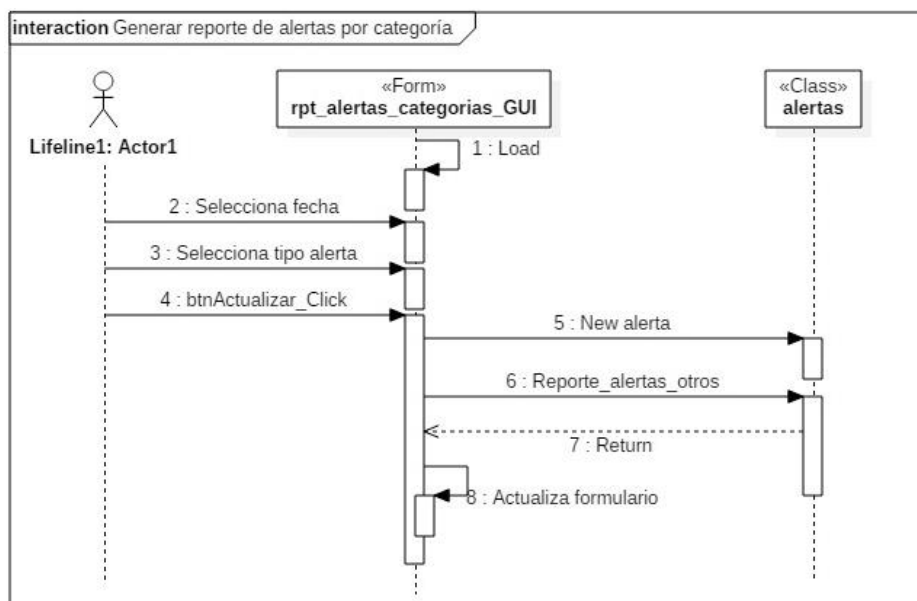 interaction Generar reporte de alertas por categoría
«Form»
rpt_alertas_categorias_GUI
«Class»
alertas
Lifeline1: Actor1
1 : Load
2 : Selecciona fecha
3 : Selecciona tipo alerta
4 : btnActualizar_Click
5 : New alerta
6 : Reporte_alertas_otros
7 : Return
8 : Actualiza formulario